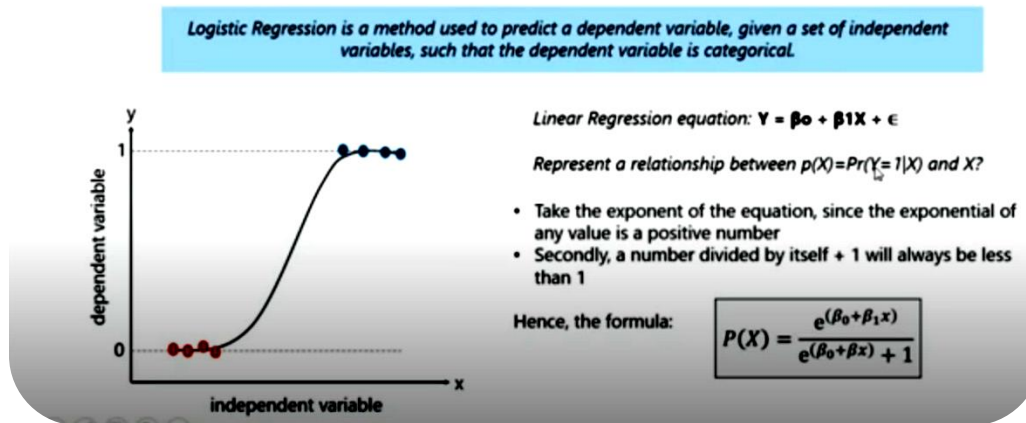 Logistic Regression is a method used to predict a dependent variable, given a set of independent
variables, such that the dependent variable is categorical.
y
1
dependent variable
0
x
independent variable
Linear Regression equation: Y = βo + β1X + ϵ
Represent a relationship between p(X)=Pr(Y=1|X) and X?
• Take the exponent of the equation, since the exponential of
any value is a positive number
• Secondly, a number divided by itself + 1 will always be less
than 1
Hence, the formula:
P(X) = e^(β₀+β₁x) / e^(β₀+βx) + 1